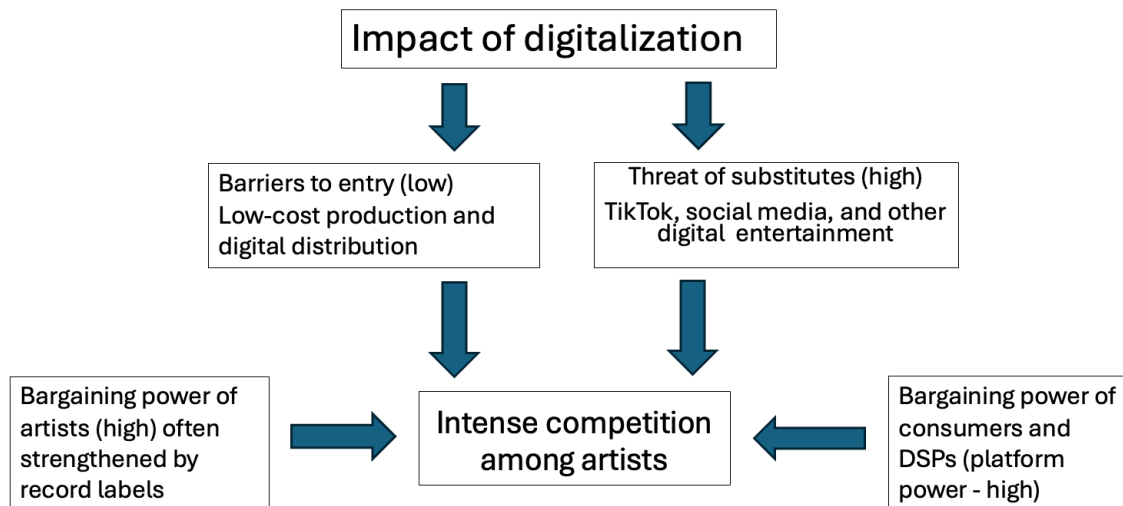 Impact of digitalization
Barriers to entry (low)
Low-cost production and
digital distribution
Threat of substitutes (high)
TikTok, social media, and other
digital entertainment
Bargaining power of
artists (high) often
strengthened by
record labels
Intense competition
among artists
Bargaining power of
consumers and
DSPs (platform
power - high)